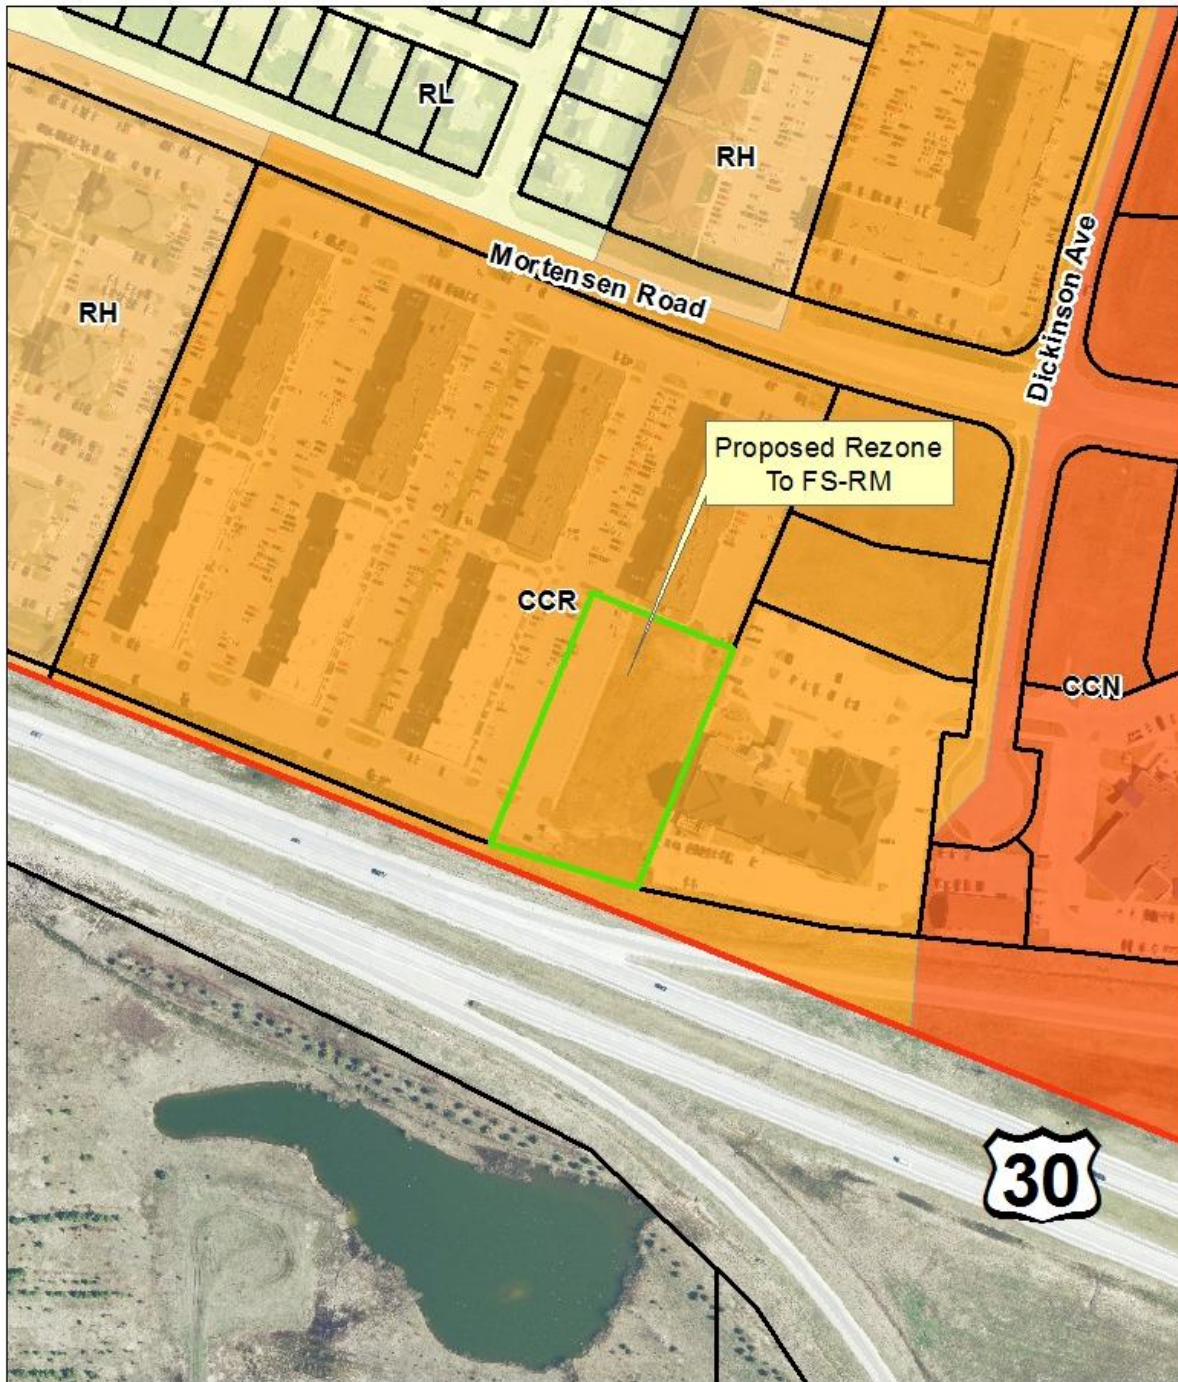 RL
RH
Mortensen Road
Dickinson Ave
RH
Proposed Rezone
To FS-RM
CCR
CCN
30